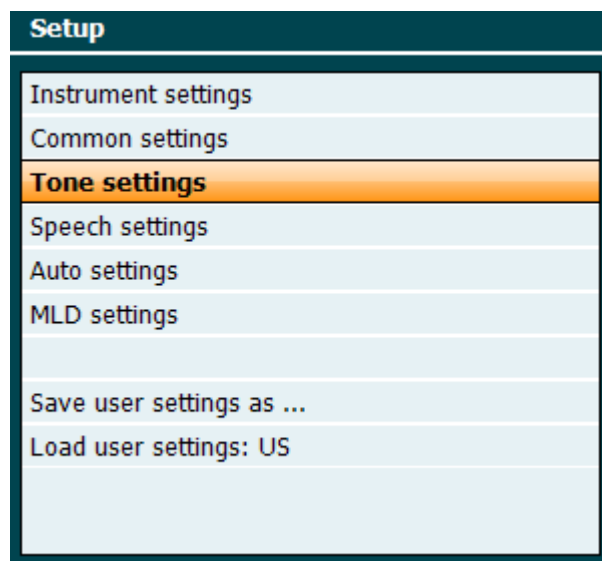 Setup
Instrument settings
Common settings
Tone settings
Speech settings
Auto settings
MLD settings
Save user settings as ...
Load user settings: US